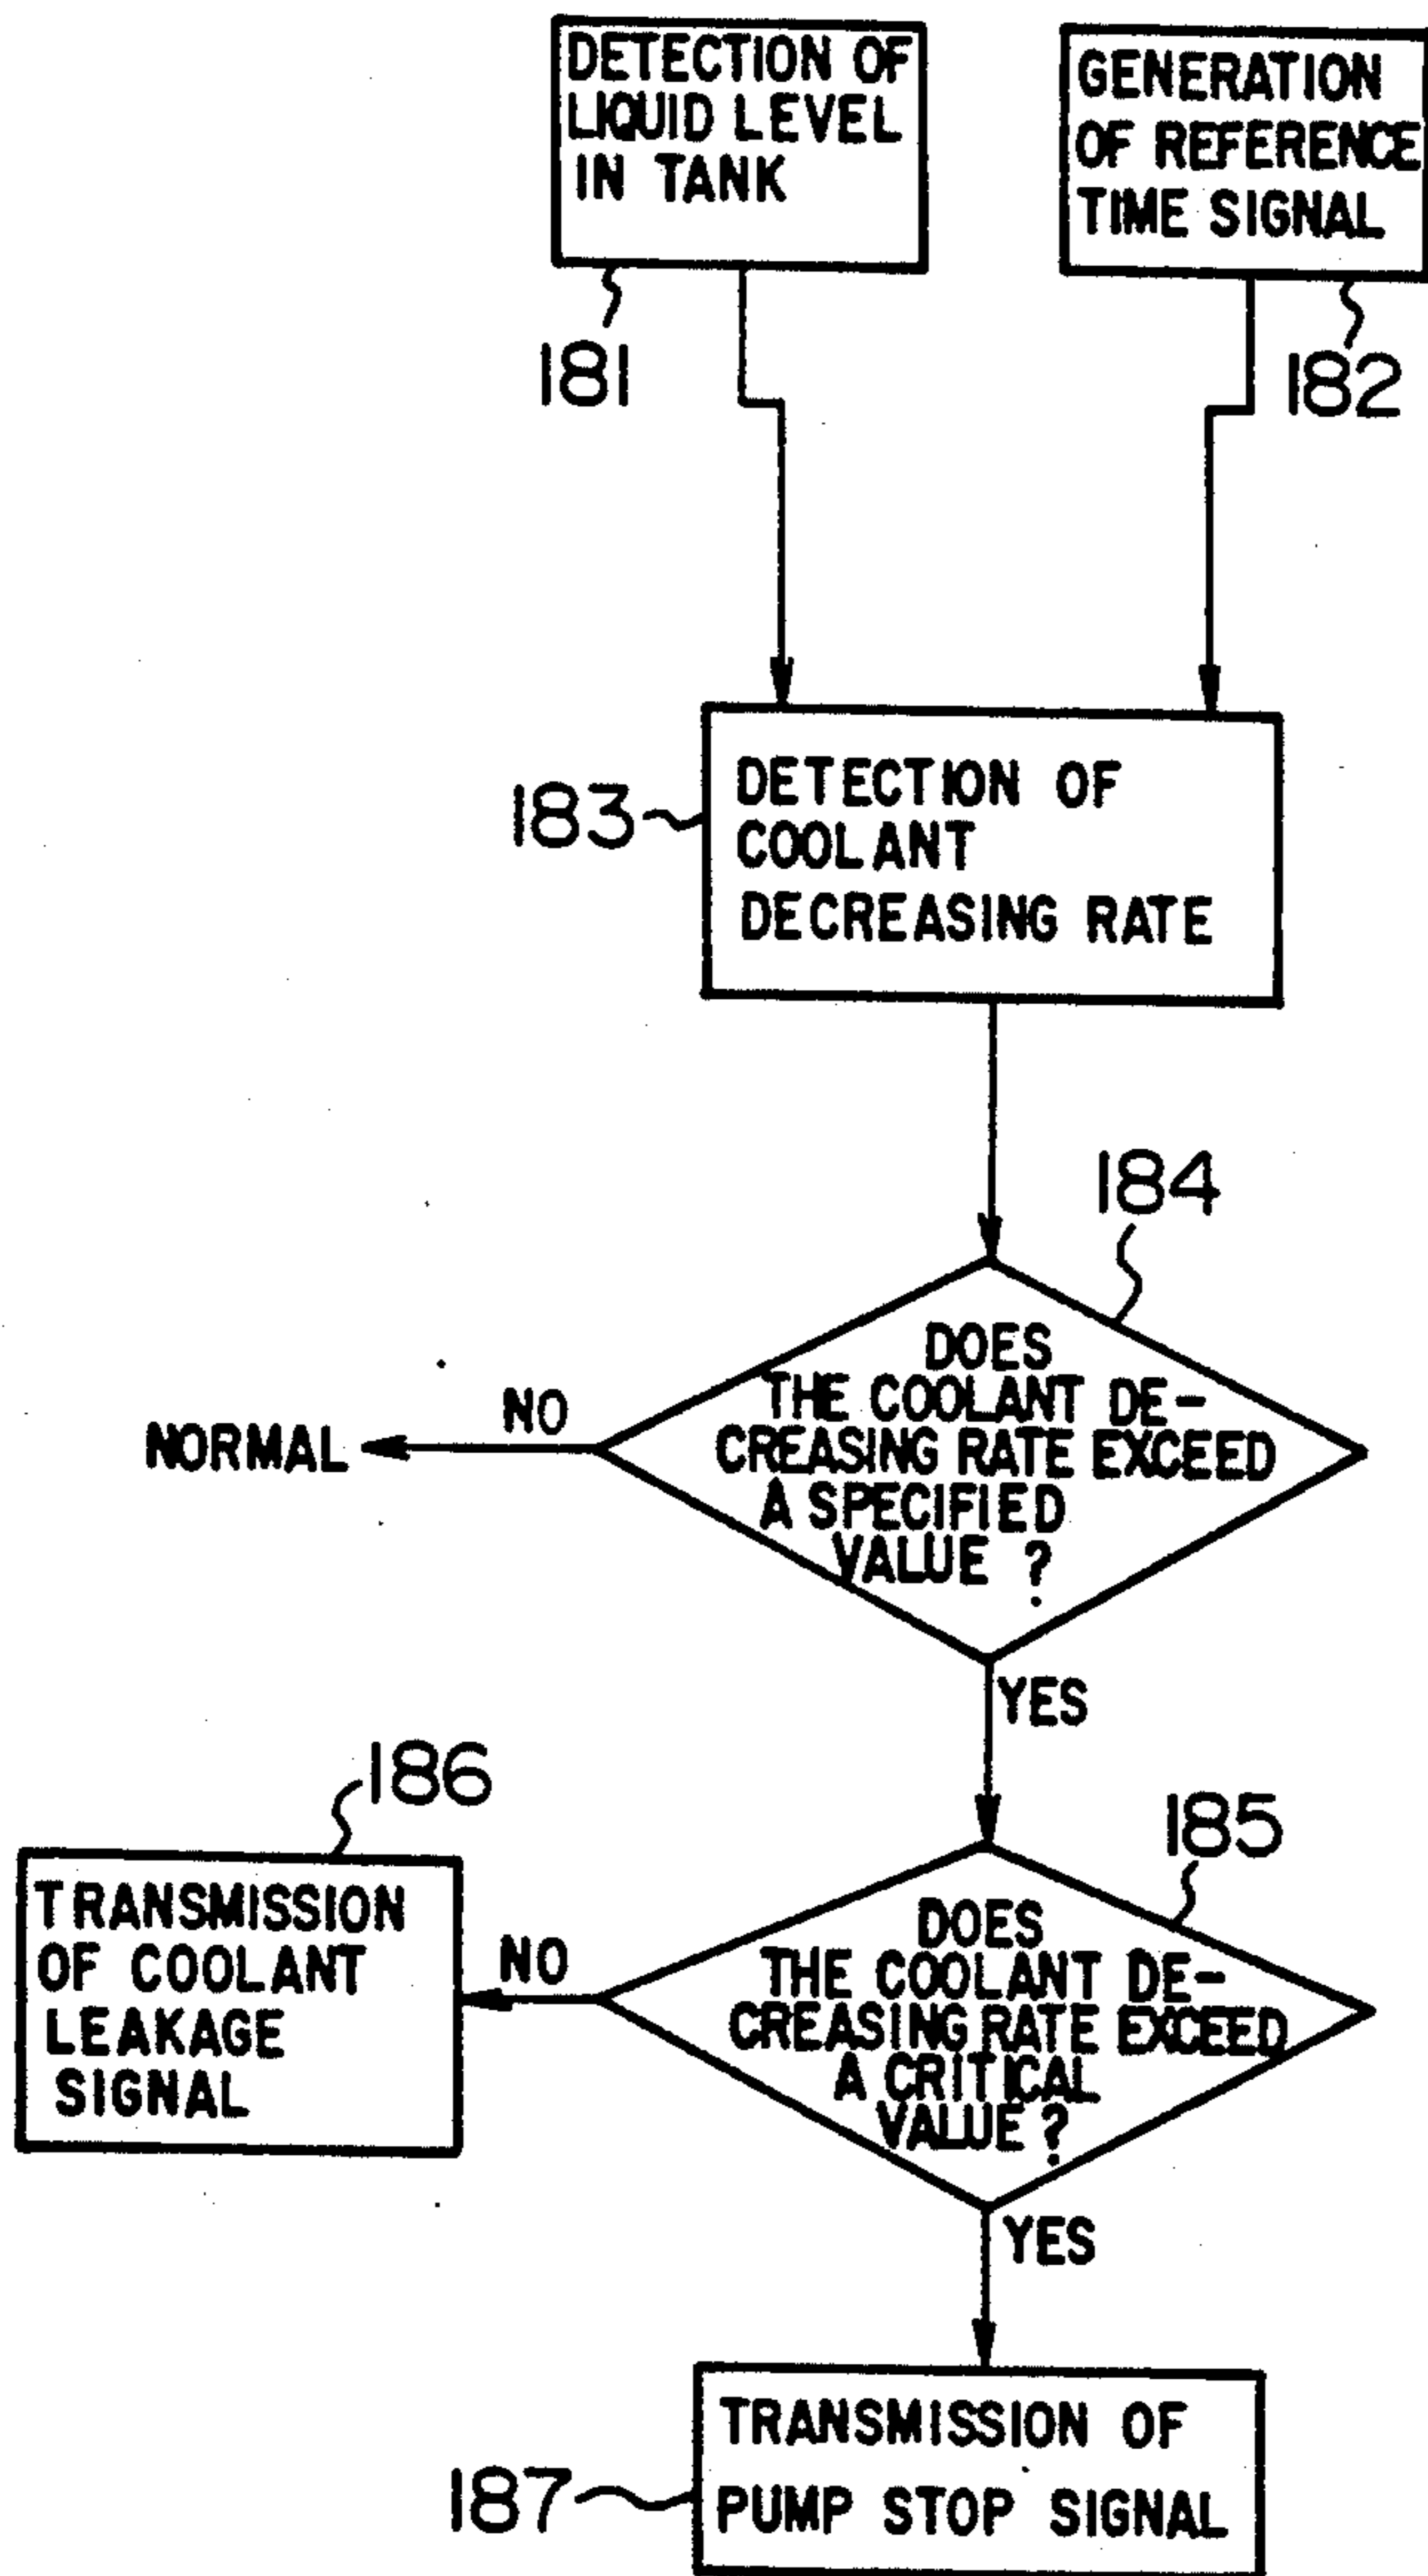 DETECTION OF
LIQUID LEVEL
IN TANK
GENERATION
OF REFERENCE
TIME SIGNAL
181
182
183
DETECTION OF
COOLANT
DECREASING RATE
184
DOES
THE COOLANT DE-
CREASING RATE EXCEED
A SPECIFIED
VALUE ?
NO
NORMAL
YES
186
185
TRANSMISSION
OF COOLANT
LEAKAGE
SIGNAL
NO
DOES
THE COOLANT DE-
CREASING RATE EXCEED
A CRITICAL
VALUE ?
YES
187
TRANSMISSION OF
PUMP STOP SIGNAL